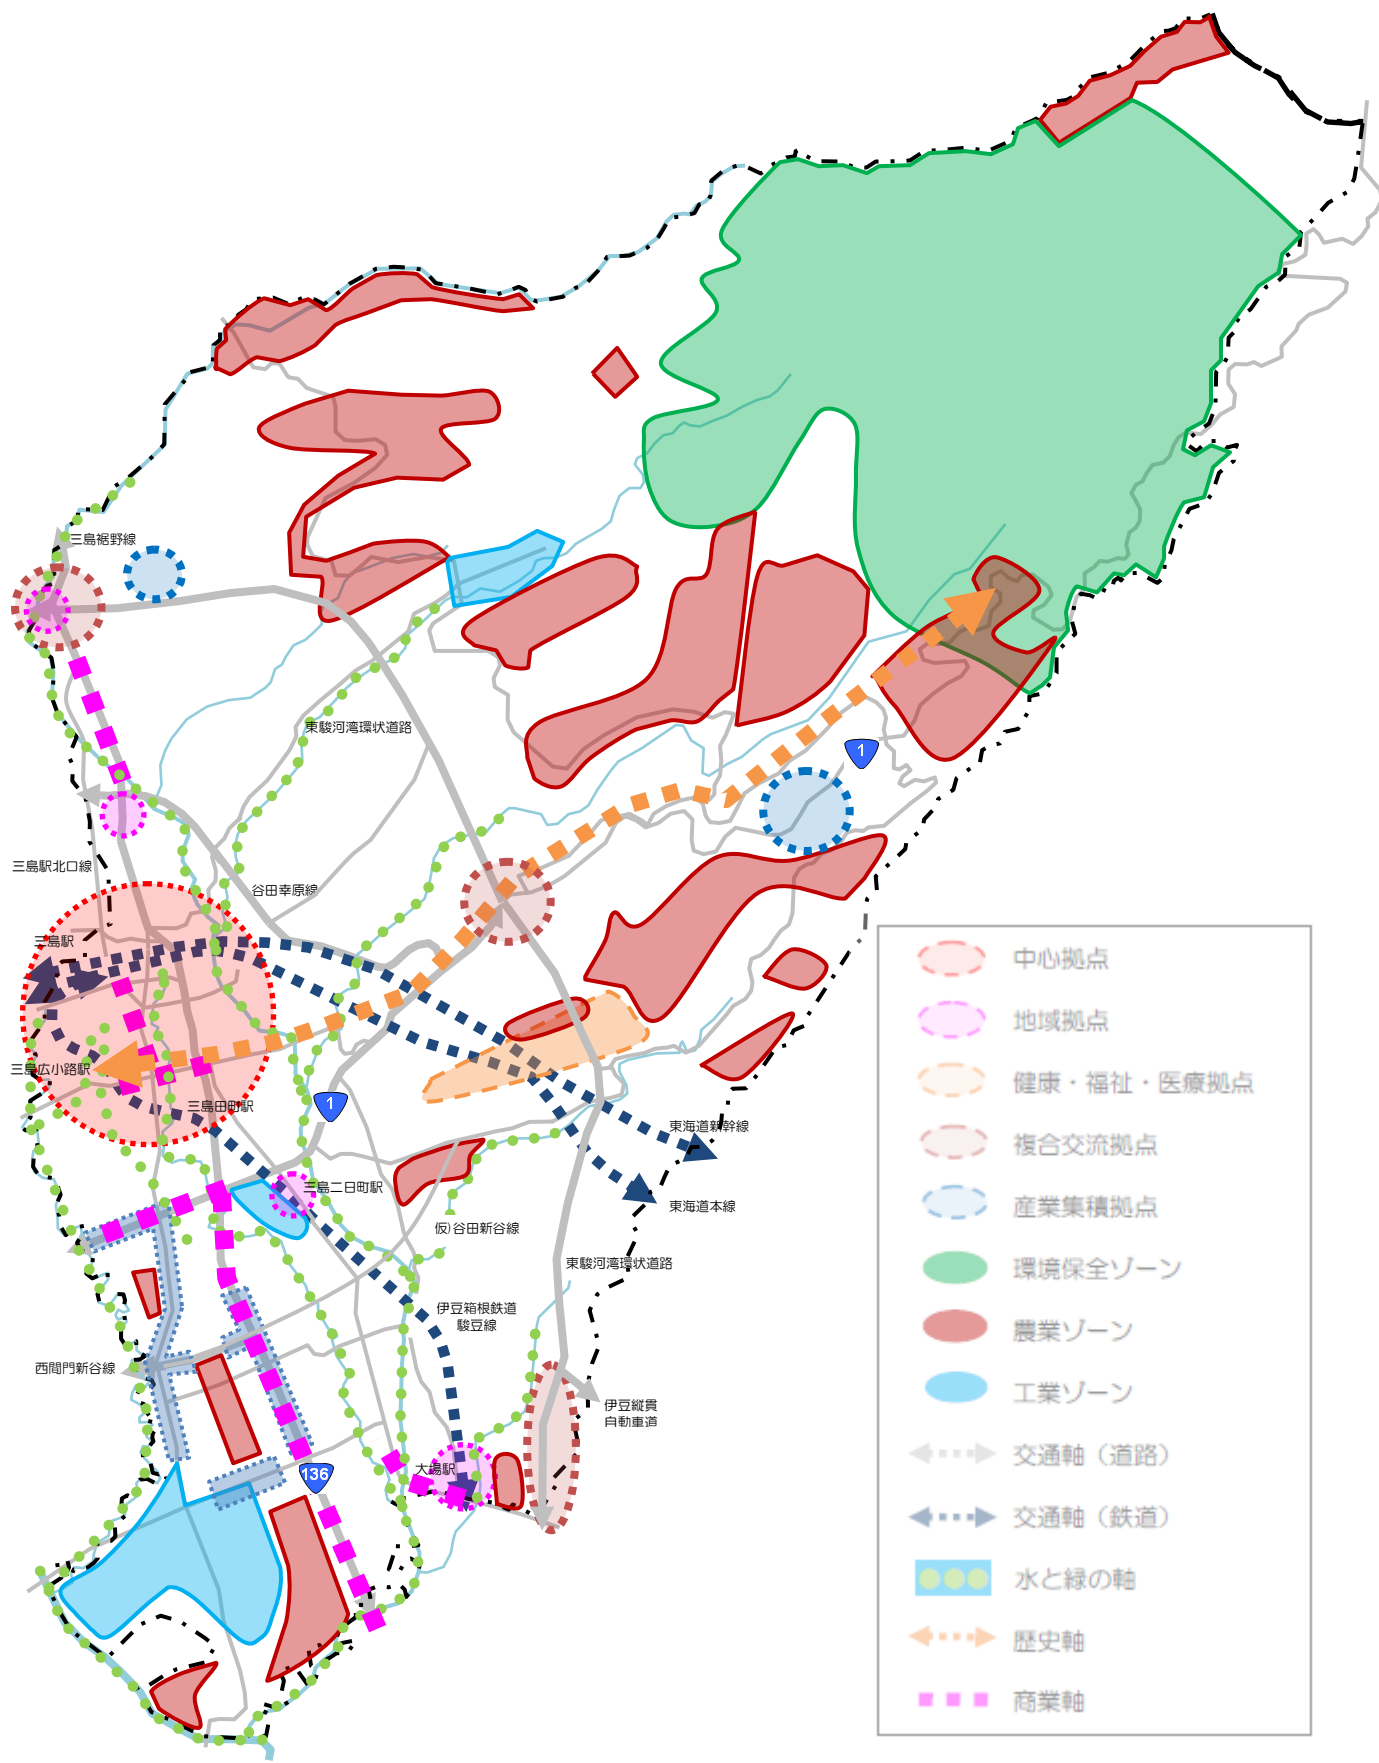 三島裾野線
東駿河湾環状道路
1
三島駅北口線
谷田幸原線
三島駅
三島広小路駅
三島田町駅
1
東海道新幹線
三島二日町駅
東海道本線
(仮)谷田新谷線
東駿河湾環状道路
伊豆箱根鉄道
駿豆線
西間門新谷線
伊豆縦貫
自動車道
大場駅
136
中心拠点
地域拠点
健康・福祉・医療拠点
複合交流拠点
産業集積拠点
環境保全ゾーン
農業ゾーン
工業ゾーン
交通軸（道路）
交通軸（鉄道）
水と緑の軸
歴史軸
商業軸